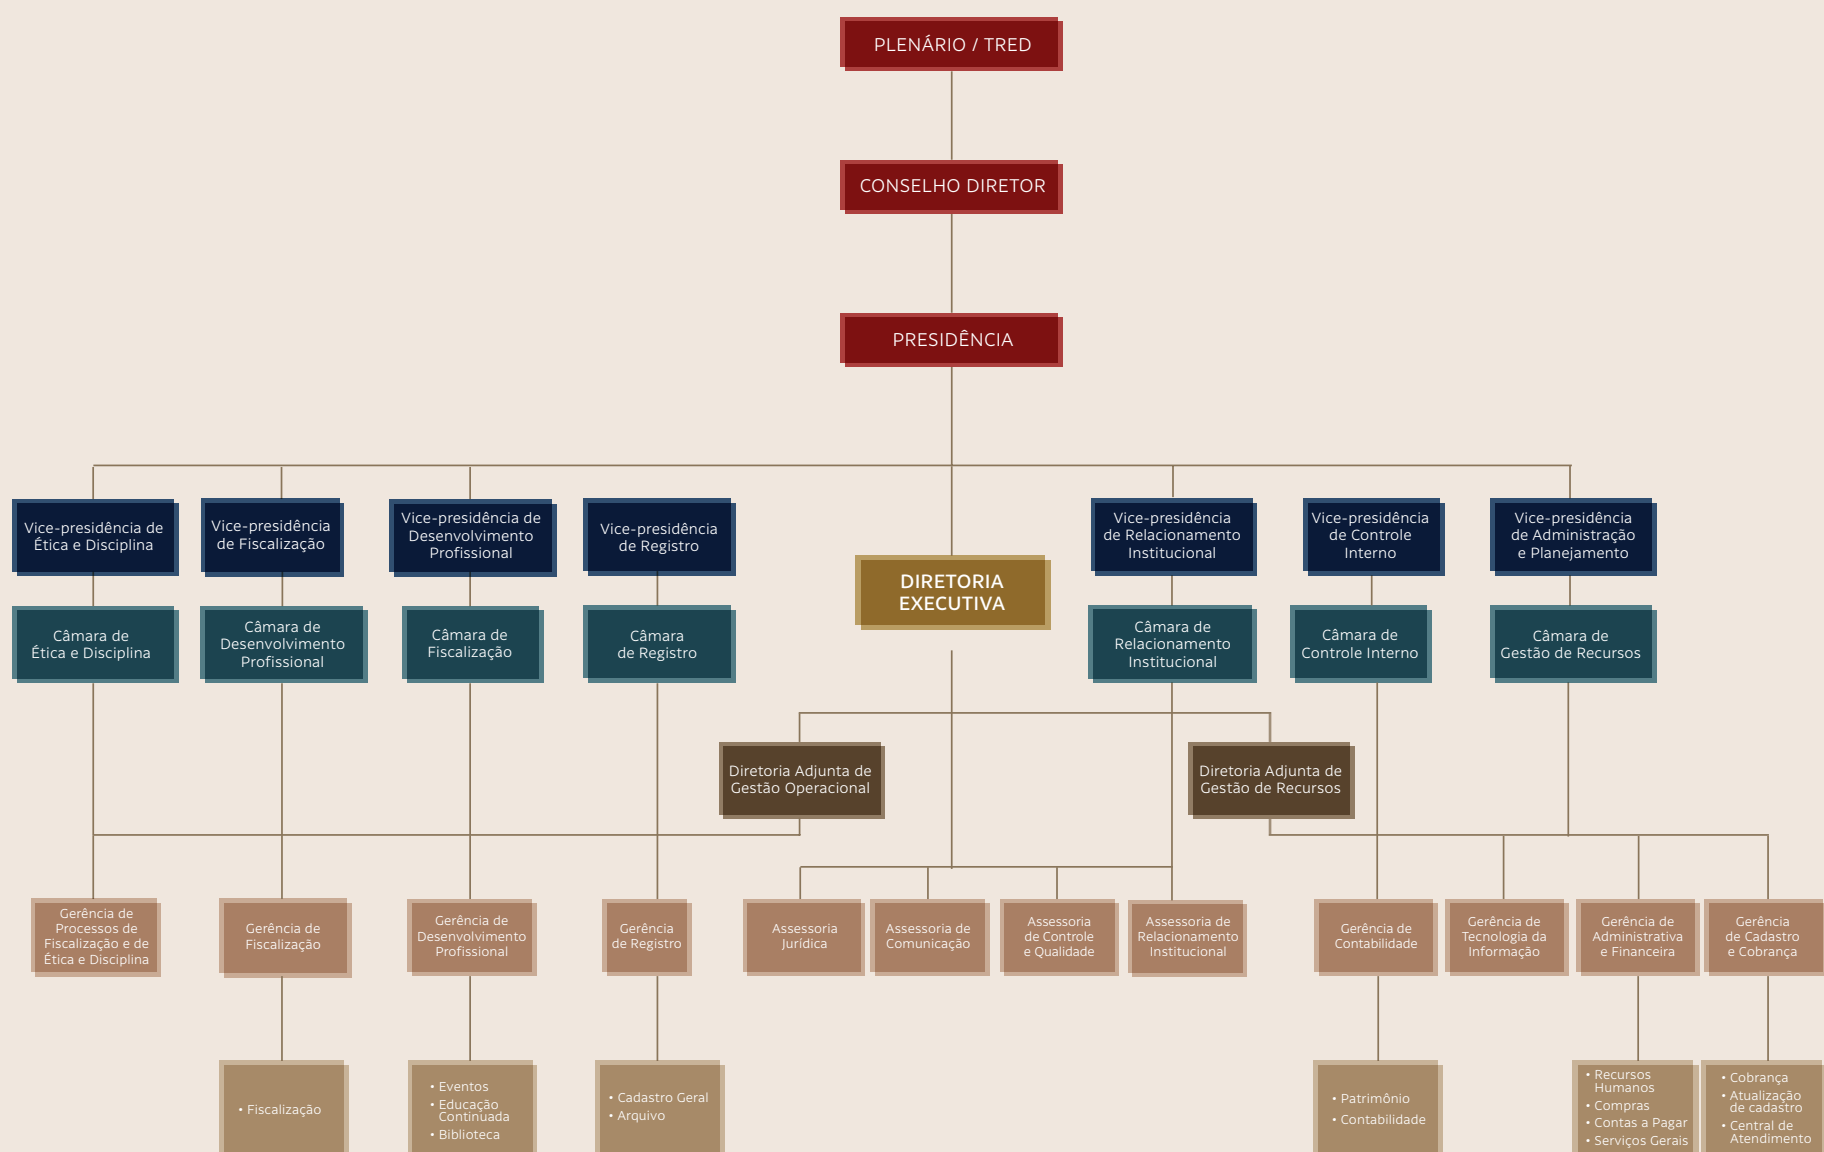 PLENÁRIO / TRED
CONSELHO DIRETOR
PRESIDÊNCIA
Vice-presidência de
Ética e Disciplina
Vice-presidência
de Fiscalização
Vice-presidência de
Desenvolvimento
Profissional
Vice-presidência
de Registro
DIRETORIA
EXECUTIVA
Vice-presidência
de Relacionamento
Institucional
Vice-presidência
de Controle
Interno
Vice-presidência
de Administração
e Planejamento
Câmara de
Ética e Disciplina
Câmara de
Desenvolvimento
Profissional
Câmara de
Fiscalização
Câmara
de Registro
Câmara de
Relacionamento
Institucional
Câmara de
Controle Interno
Câmara de
Gestão de Recursos
Diretoria Adjunta de
Gestão Operacional
Diretoria Adjunta de
Gestão de Recursos
Gerência de
Processos de
Fiscalização e de
Ética e Disciplina
Gerência de
Fiscalização
Gerência de
Desenvolvimento
Profissional
Gerência
de Registro
Assessoria
Jurídica
Assessoria de
Comunicação
Assessoria
de Controle
e Qualidade
Assessoria de
Relacionamento
Institucional
Gerência de
Contabilidade
Gerência de
Tecnologia da
Informação
Gerência de
Administrativa
e Financeira
Gerência
de Cadastro
e Cobrança
• Fiscalização
• Eventos
• Educação
Continuada
• Biblioteca
• Cadastro Geral
• Arquivo
• Patrimônio
• Contabilidade
• Recursos
Humanos
• Compras
• Contas a Pagar
• Serviços Gerais
• Cobrança
• Atualização
de cadastro
• Central de
Atendimento